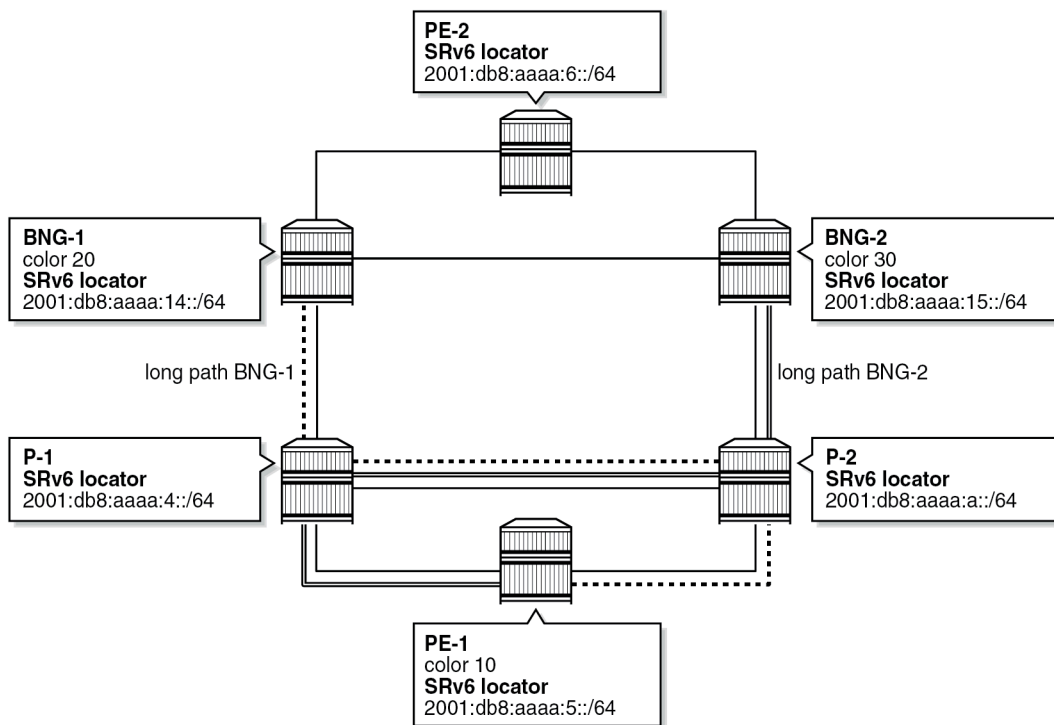 PE-2
SRv6 locator
2001:db8:aaaa:6::/64
BNG-1
color 20
SRv6 locator
2001:db8:aaaa:14::/64
BNG-2
color 30
SRv6 locator
2001:db8:aaaa:15::/64
long path BNG-1
long path BNG-2
P-1
SRv6 locator
2001:db8:aaaa:4::/64
P-2
SRv6 locator
2001:db8:aaaa:a::/64
PE-1
color 10
SRv6 locator
2001:db8:aaaa:5::/64